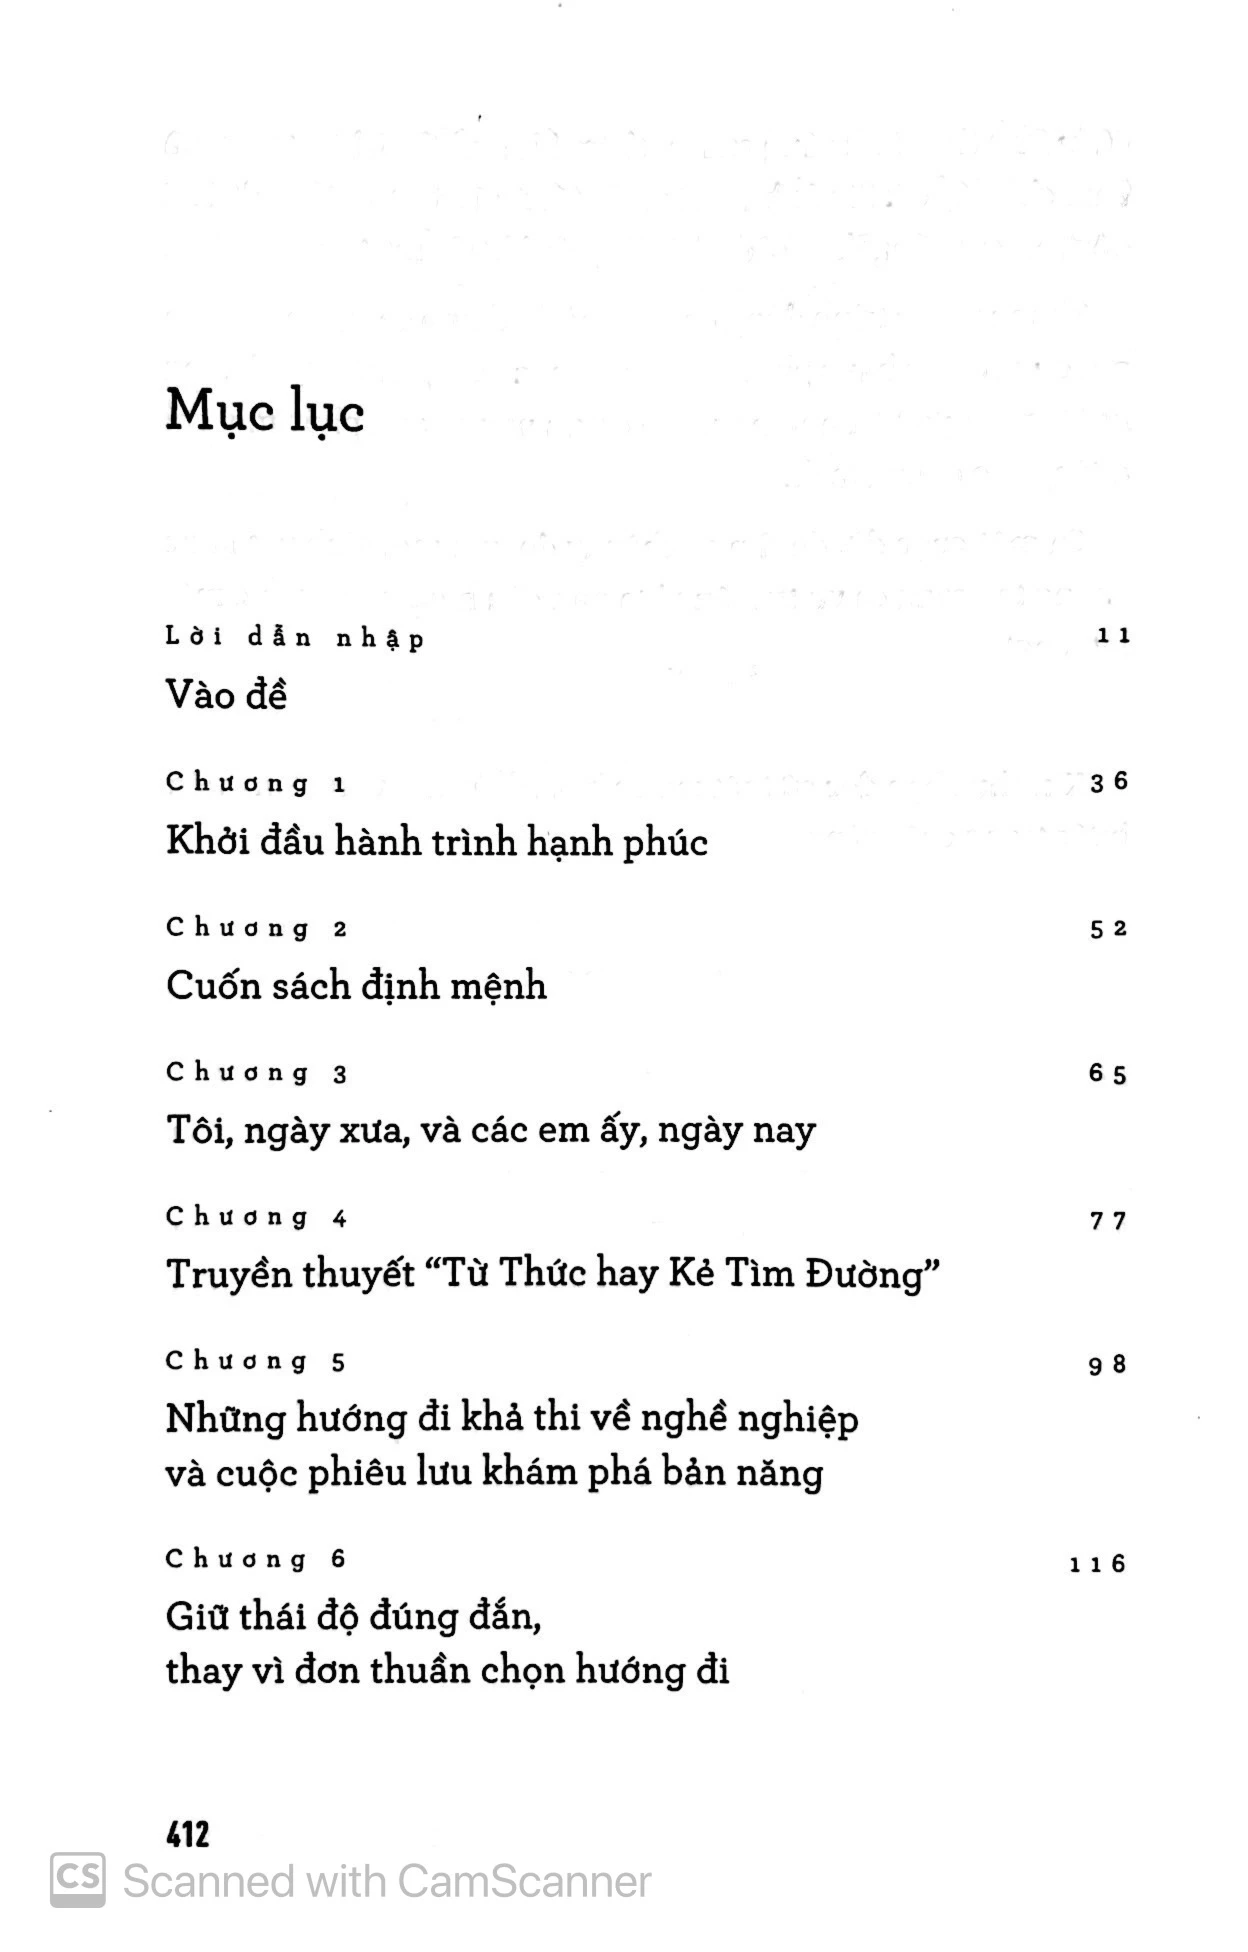 Mục lục
Lời dẫn nhập 11
Vào đề
Chương 1 36
Khởi đầu hành trình hạnh phúc
Chương 2 52
Cuốn sách định mệnh
Chương 3 65
Tôi, ngày xưa, và các em ấy, ngày nay
Chương 4 77
Truyền thuyết “Từ Thức hay Kẻ Tìm Đường”
Chương 5 98
Những hướng đi khả thi về nghề nghiệp
và cuộc phiêu lưu khám phá bản năng
Chương 6 116
Giữ thái độ đúng đắn,
thay vì đơn thuần chọn hướng đi
412
CS Scanned with CamScanner